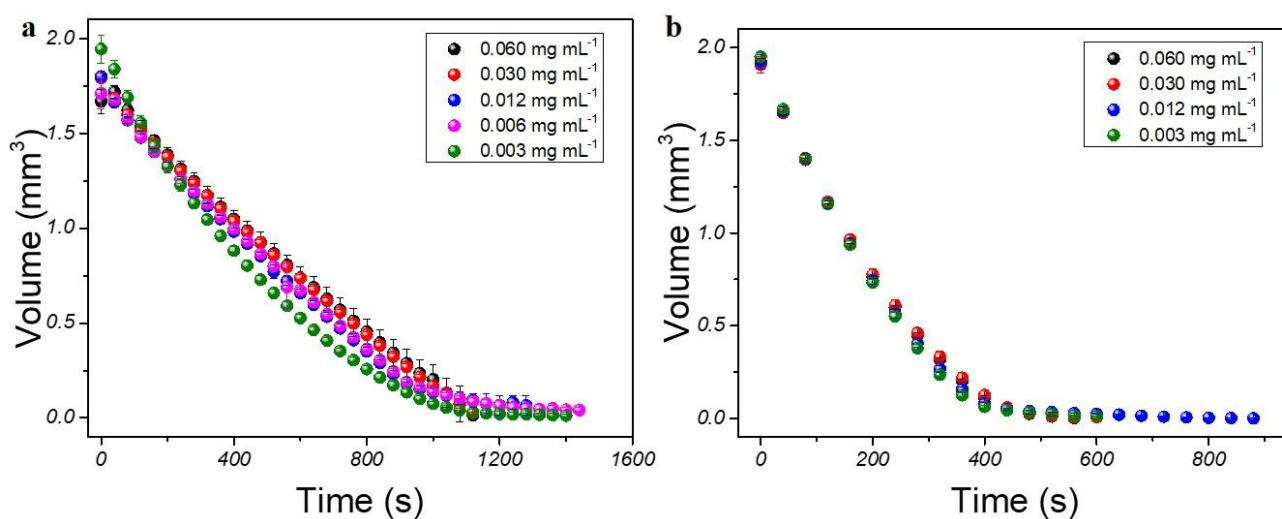 a
2.0
1.5
1.0
0.5
0.0
Volume (mm³)
0
400
800
1200
1600
Time (s)
0.060 mg mL⁻¹
0.030 mg mL⁻¹
0.012 mg mL⁻¹
0.006 mg mL⁻¹
0.003 mg mL⁻¹
b
2.0
1.5
1.0
0.5
0.0
Volume (mm³)
0
200
400
600
800
Time (s)
0.060 mg mL⁻¹
0.030 mg mL⁻¹
0.012 mg mL⁻¹
0.003 mg mL⁻¹